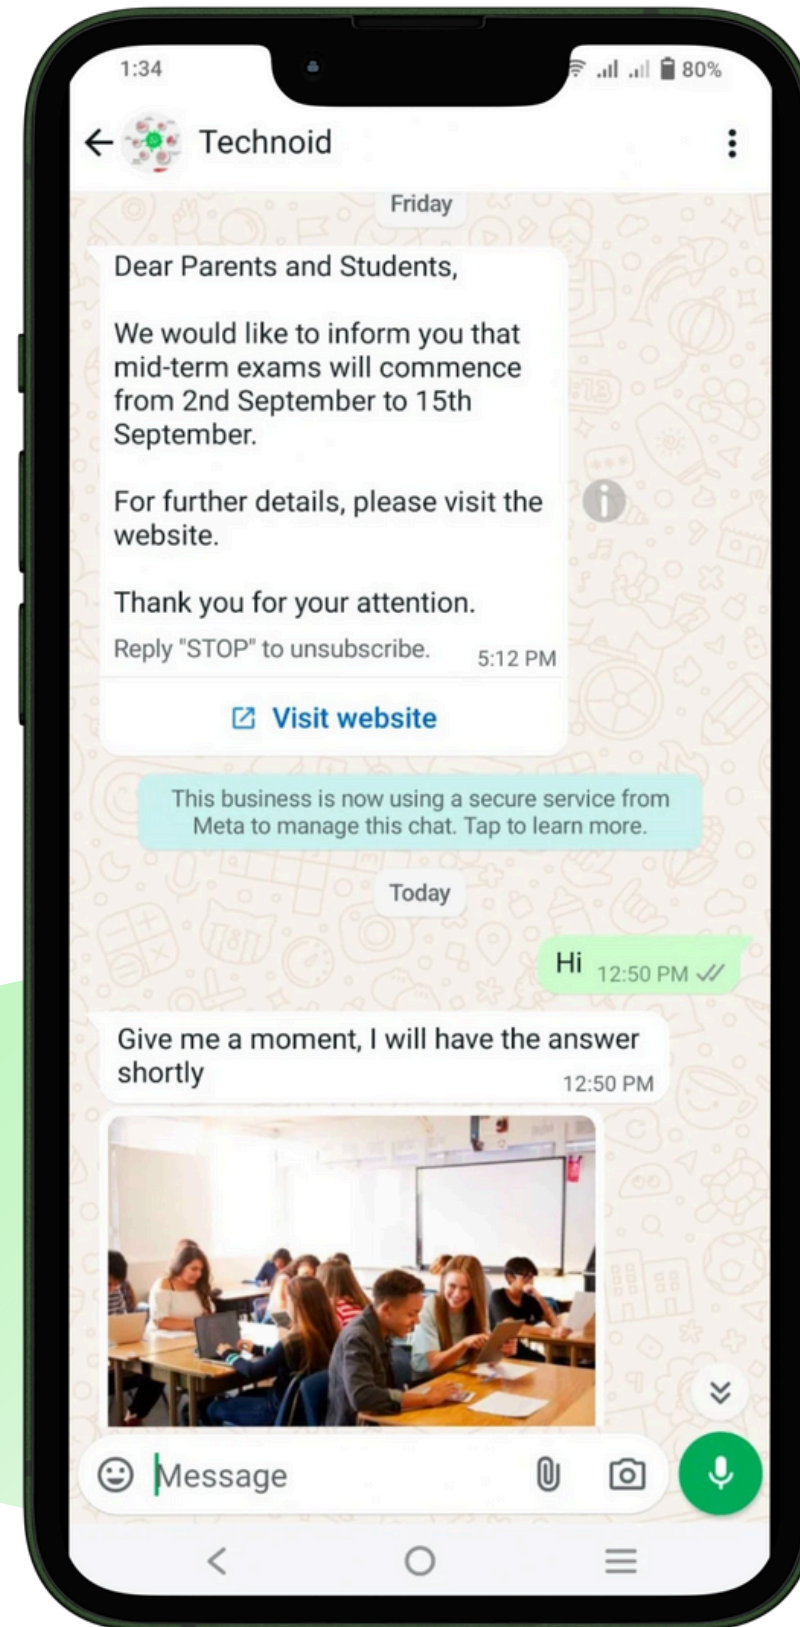 1:34
80%
Technoid
Friday
Dear Parents and Students,
We would like to inform you that
mid-term exams will commence
from 2nd September to 15th
September.
For further details, please visit the
website.
Thank you for your attention.
Reply "STOP" to unsubscribe.
5:12 PM
Visit website
This business is now using a secure service from
Meta to manage this chat. Tap to learn more.
Today
Hi
12:50 PM
Give me a moment, I will have the answer
shortly
12:50 PM
Message